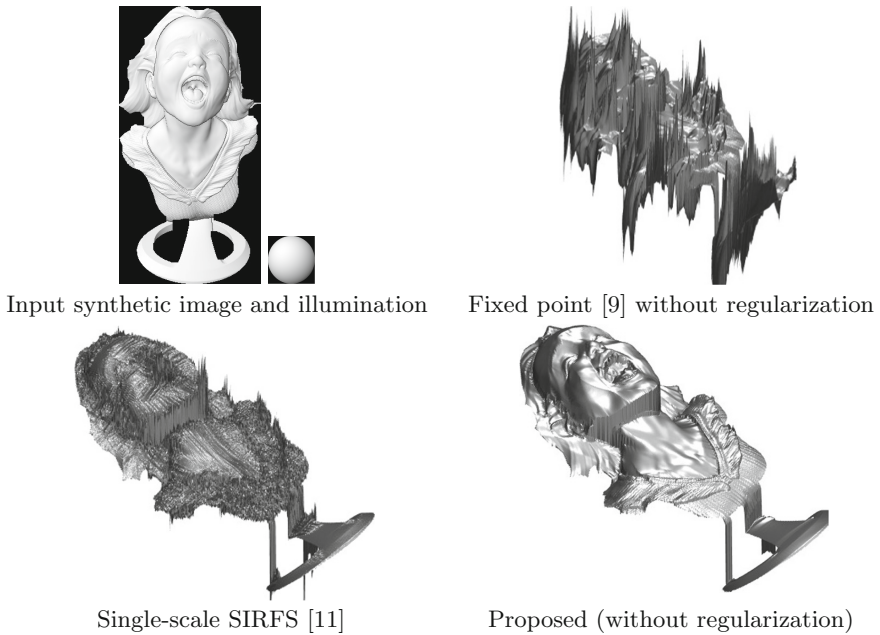 Input synthetic image and illumination
Fixed point [9] without regularization
Single-scale SIRFS [11]
Proposed (without regularization)